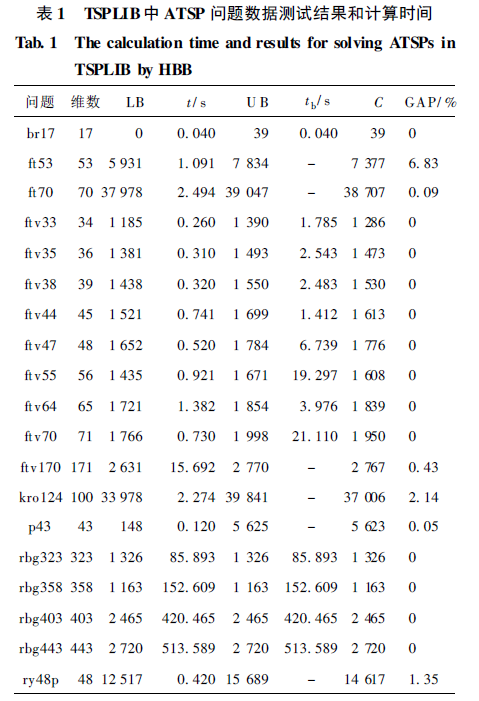 表 1 TSPLIB 中 ATSP 问题数据测试结果和计算时间
Tab. 1 The calculation time and results for solving ATSPs in
TSPLIB by HBB
问题 维数 LB t/s UB t_b/s C GAP/%
br17 17 0 0.040 39 0.040 39 0
ft53 53 5 931 1.091 7 834 – 7 377 6.83
ft70 70 37 978 2.494 39 047 – 38 707 0.09
ftv33 34 1 185 0.260 1 390 1.785 1 286 0
ftv35 36 1 381 0.310 1 493 2.543 1 473 0
ftv38 39 1 438 0.320 1 550 2.483 1 530 0
ftv44 45 1 521 0.741 1 699 1.412 1 613 0
ftv47 48 1 652 0.520 1 784 6.739 1 776 0
ftv55 56 1 435 0.921 1 671 19.297 1 608 0
ftv64 65 1 721 1.382 1 854 3.976 1 839 0
ftv70 71 1 766 0.730 1 998 21.110 1 950 0
ftv170 171 2 631 15.692 2 770 – 2 767 0.43
kro124 100 33 978 2.274 39 841 – 37 006 2.14
p43 43 148 0.120 5 625 – 5 623 0.05
rbg323 323 1 326 85.893 1 326 85.893 1 326 0
rbg358 358 1 163 152.609 1 163 152.609 1 163 0
rbg403 403 2 465 420.465 2 465 420.465 2 465 0
rbg443 443 2 720 513.589 2 720 513.589 2 720 0
ry48p 48 12 517 0.420 15 689 – 14 617 1.35